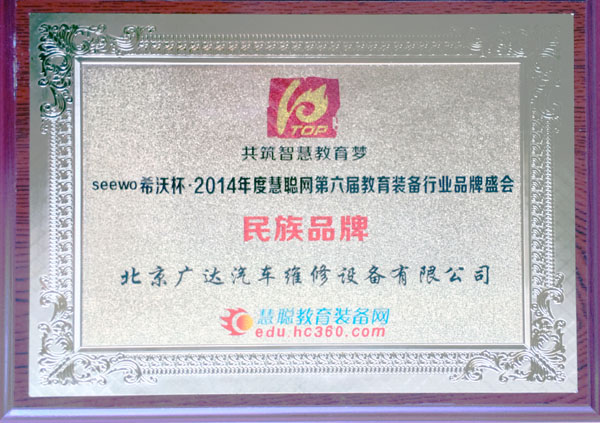 TOP
共筑智慧教育梦
seewo希沃杯·2014年度慧聪网第六届教育装备行业品牌盛会
民族品牌
北京广达汽车维修设备有限公司
慧聪教育装备网
edu.hc360.com